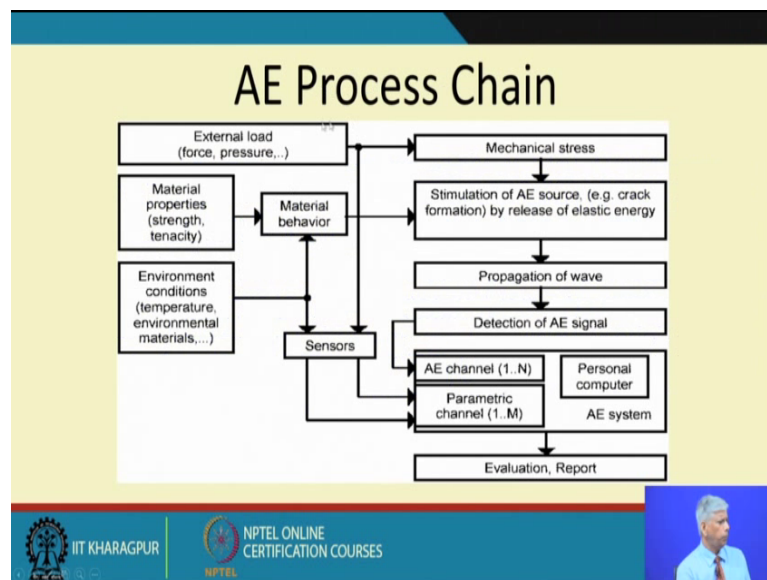 AE Process Chain
External load
(force, pressure,..)
Mechanical stress
Material
properties
(strength,
tenacity)
Material
behavior
Stimulation of AE source, (e.g. crack
formation) by release of elastic energy
Environment
conditions
(temperature,
environmental
materials,...)
Propagation of wave
Sensors
Detection of AE signal
AE channel (1..N)
Personal
computer
Parametric
channel (1..M)
AE system
Evaluation, Report
IIT KHARAGPUR
NPTEL
NPTEL ONLINE
CERTIFICATION COURSES